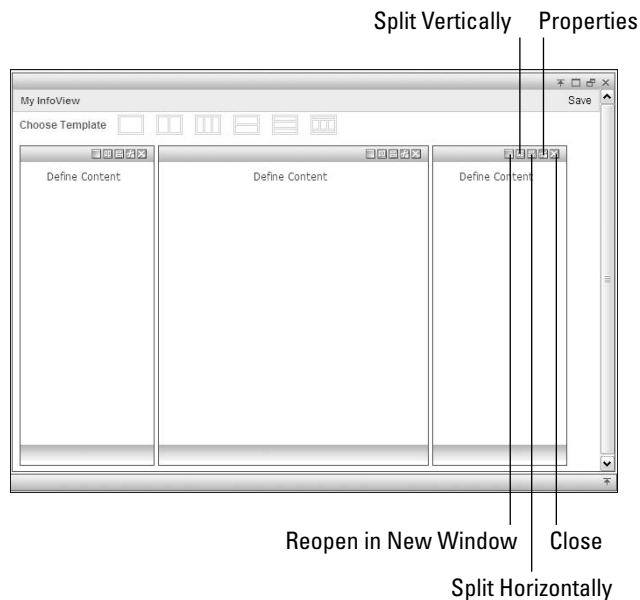 Split Vertically Properties
My InfoView Save
Choose Template
Define Content Define Content Define Content
Reopen in New Window Close
Split Horizontally